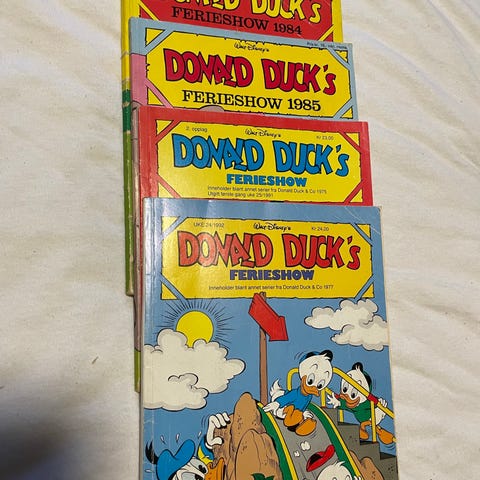 DONALD DUCK's
FERIESHOW 1984
Walt Disney's
DONALD DUCK's
FERIESHOW 1985
2. opplag
Walt Disney's
Kr 23,00
DONALD DUCK's
FERIESHOW
Inneholder blant annet serier fra Donald Duck & Co 1975
Utgitt første gang uke 25/1991
UKE 24/1992
Walt Disney's
Kr 24,20
DONALD DUCK's
FERIESHOW
Inneholder blant annet serier fra Donald Duck & Co 1977